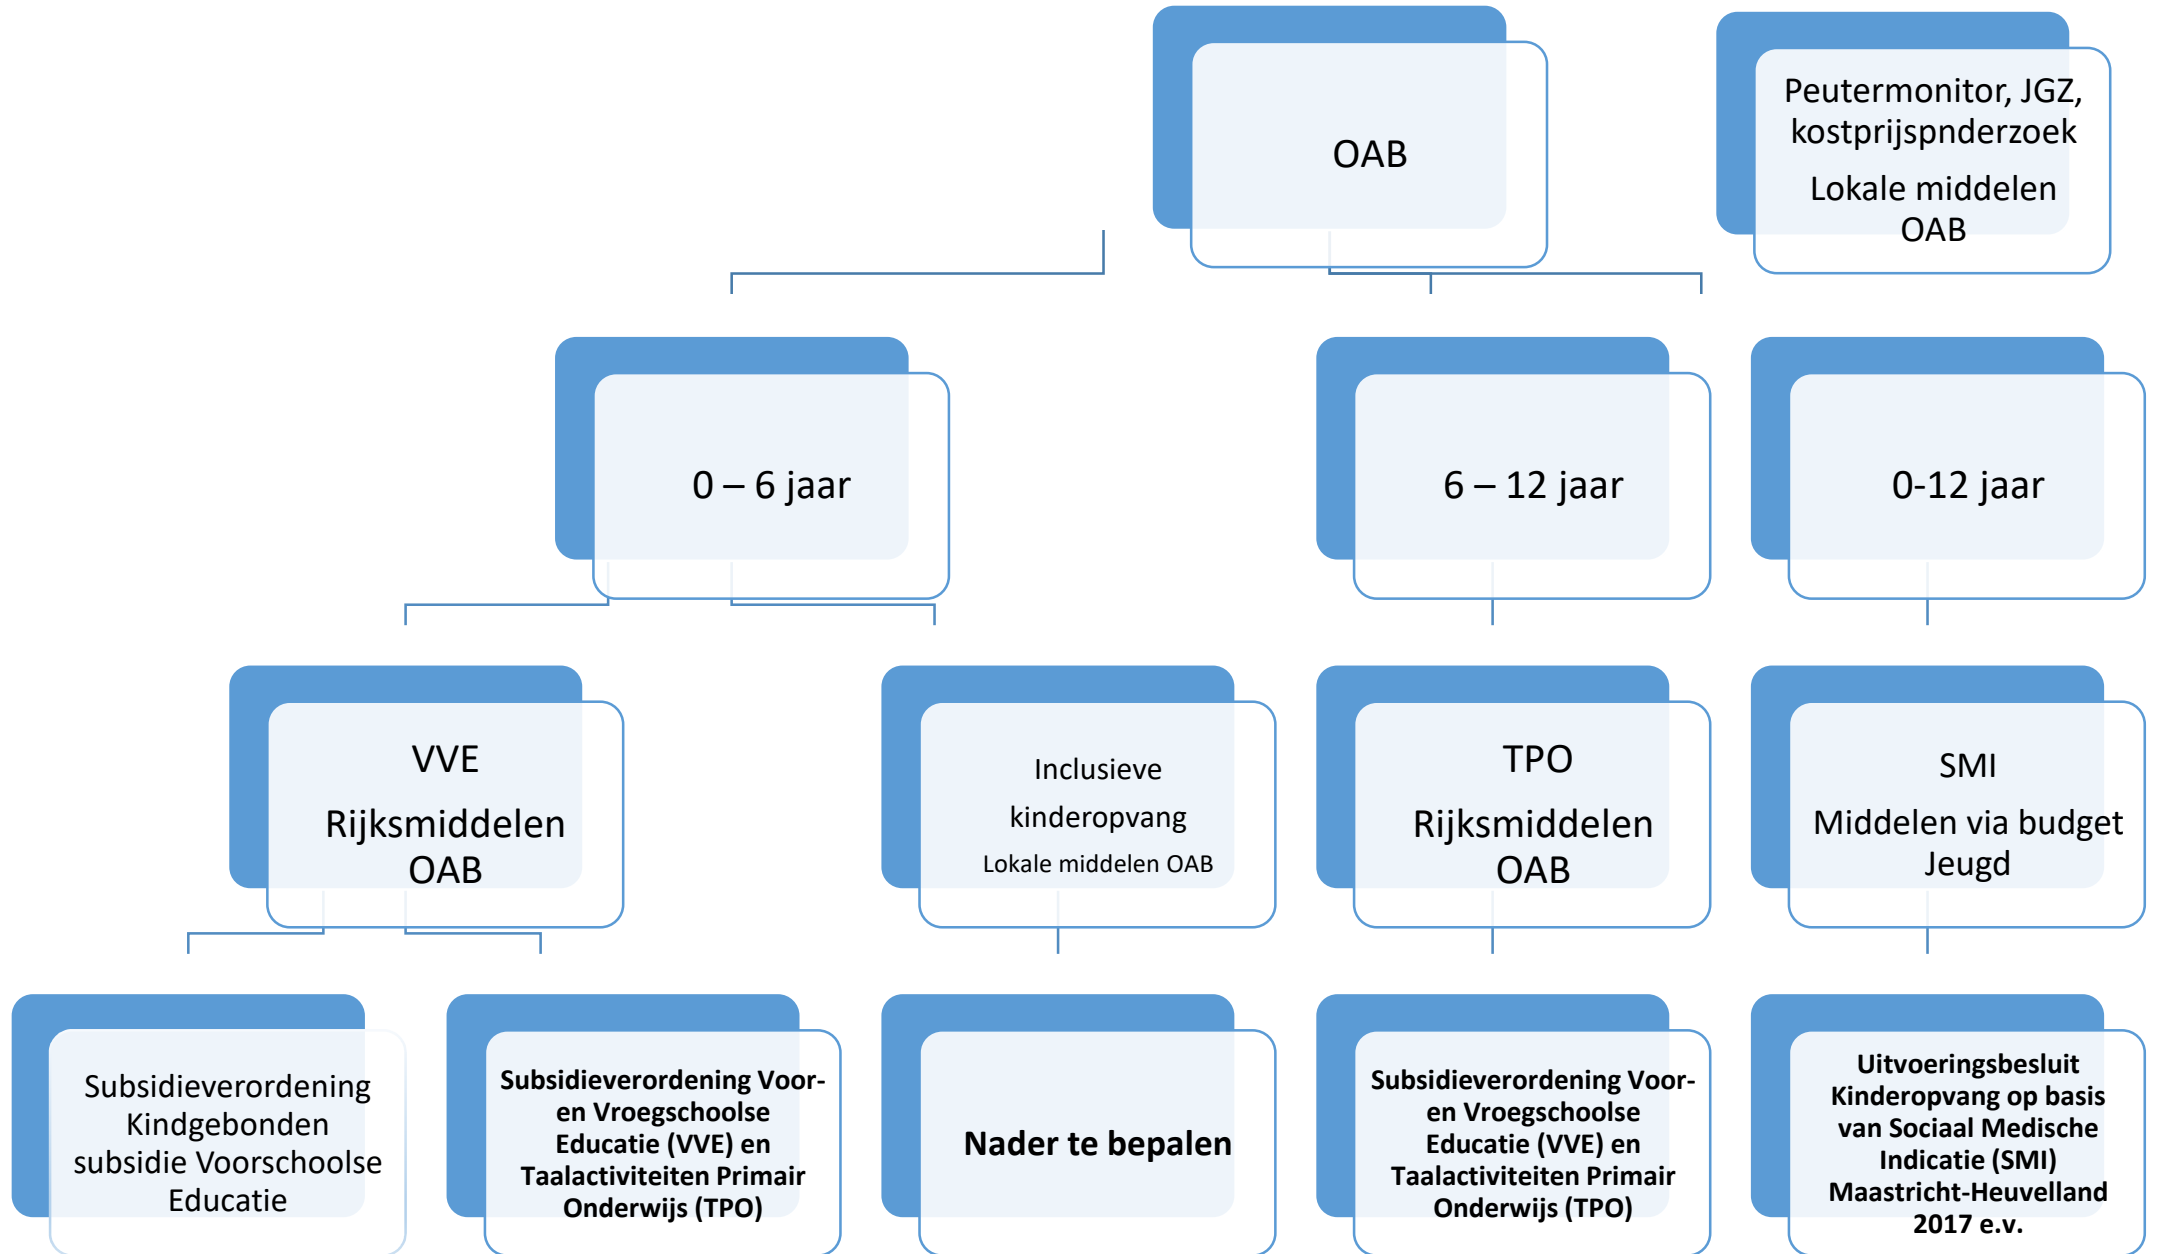 OAB
Peutermonitor, JGZ,
kostprijspnderzoek
Lokale middelen
OAB
0 – 6 jaar
6 – 12 jaar
0-12 jaar
VVE
Rijksmiddelen
OAB
Inclusieve
kinderopvang
Lokale middelen OAB
TPO
Rijksmiddelen
OAB
SMI
Middelen via budget
Jeugd
Subsidieverordening
Kindgebonden
subsidie Voorschoolse
Educatie
Subsidieverordening Voor-
en Vroegschoolse
Educatie (VVE) en
Taalactiviteiten Primair
Onderwijs (TPO)
Nader te bepalen
Subsidieverordening Voor-
en Vroegschoolse
Educatie (VVE) en
Taalactiviteiten Primair
Onderwijs (TPO)
Uitvoeringsbesluit
Kinderopvang op basis
van Sociaal Medische
Indicatie (SMI)
Maastricht-Heuvelland
2017 e.v.